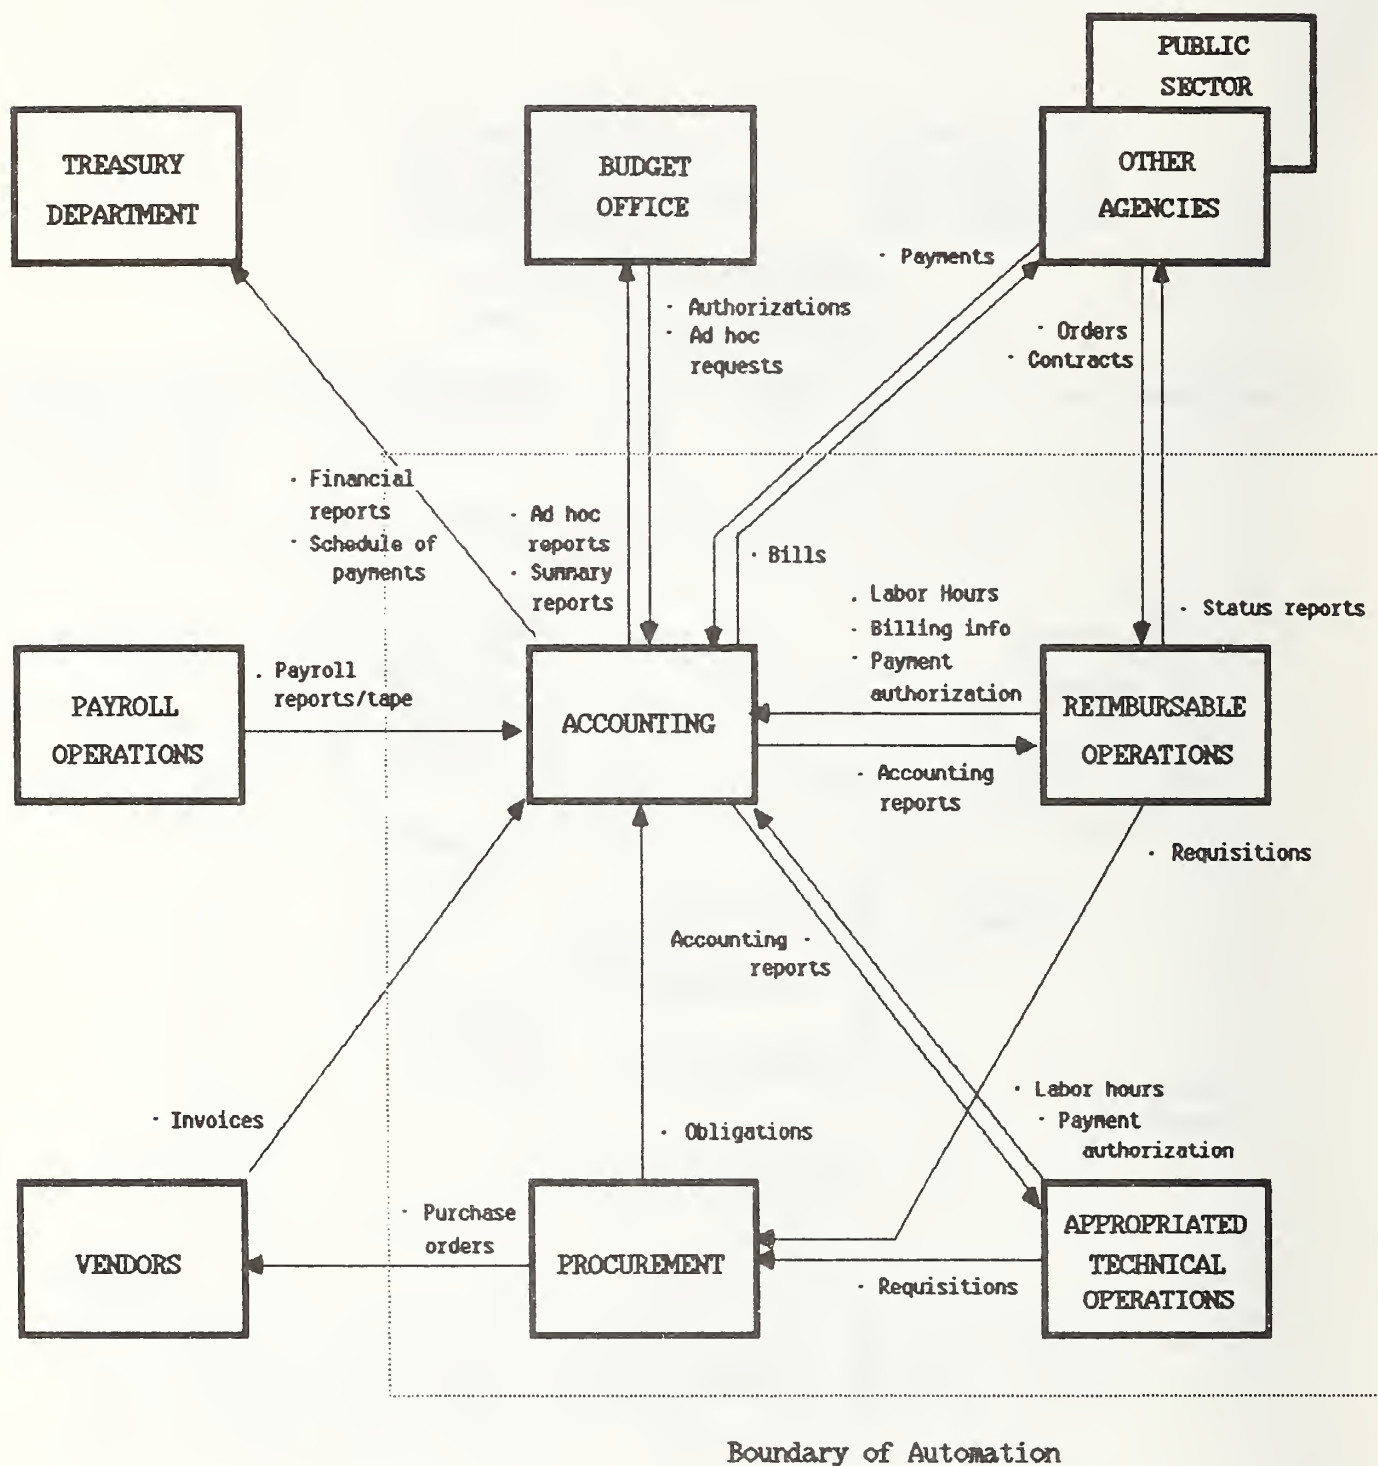 PUBLIC
SECTOR
TREASURY
DEPARTMENT
BUDGET
OFFICE
OTHER
AGENCIES
· Payments
· Authorizations
· Ad hoc
requests
· Orders
· Contracts
· Financial
reports
· Schedule of
payments
· Ad hoc
reports
· Summary
reports
· Bills
. Labor Hours
· Billing info
· Payment
authorization
· Status reports
. Payroll
reports/tape
PAYROLL
OPERATIONS
ACCOUNTING
REIMBURSABLE
OPERATIONS
· Accounting
reports
· Requisitions
Accounting ·
reports
· Labor hours
· Payment
authorization
· Invoices
· Obligations
· Purchase
orders
VENDORS
PROCUREMENT
APPROPRIATED
TECHNICAL
OPERATIONS
· Requisitions
Boundary of Automation